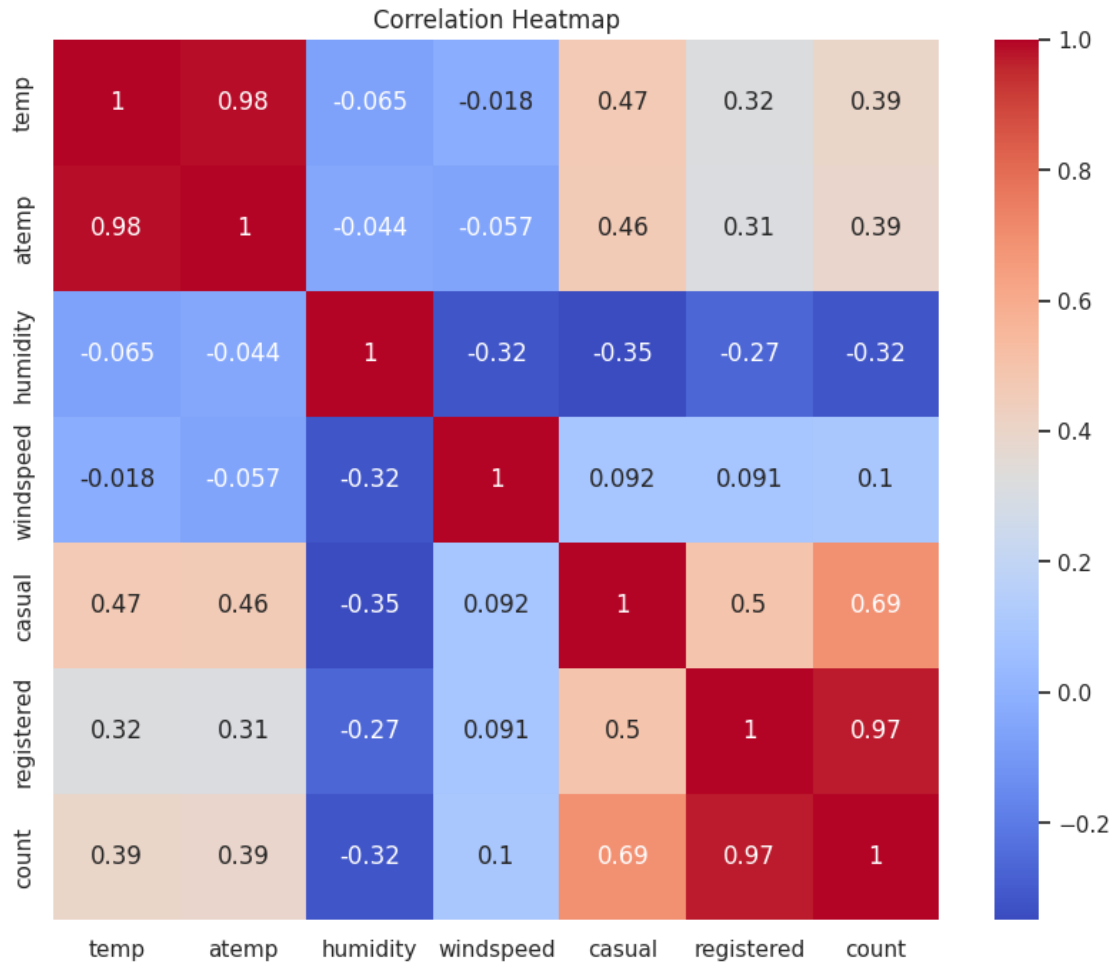 Correlation Heatmap
temp 1 0.98 -0.065 -0.018 0.47 0.32 0.39
atemp 0.98 1 -0.044 -0.057 0.46 0.31 0.39
humidity -0.065 -0.044 1 -0.32 -0.35 -0.27 -0.32
windspeed -0.018 -0.057 -0.32 1 0.092 0.091 0.1
casual 0.47 0.46 -0.35 0.092 1 0.5 0.69
registered 0.32 0.31 -0.27 0.091 0.5 1 0.97
count 0.39 0.39 -0.32 0.1 0.69 0.97 1
temp atemp humidity windspeed casual registered count
1.0
0.8
0.6
0.4
0.2
0.0
−0.2